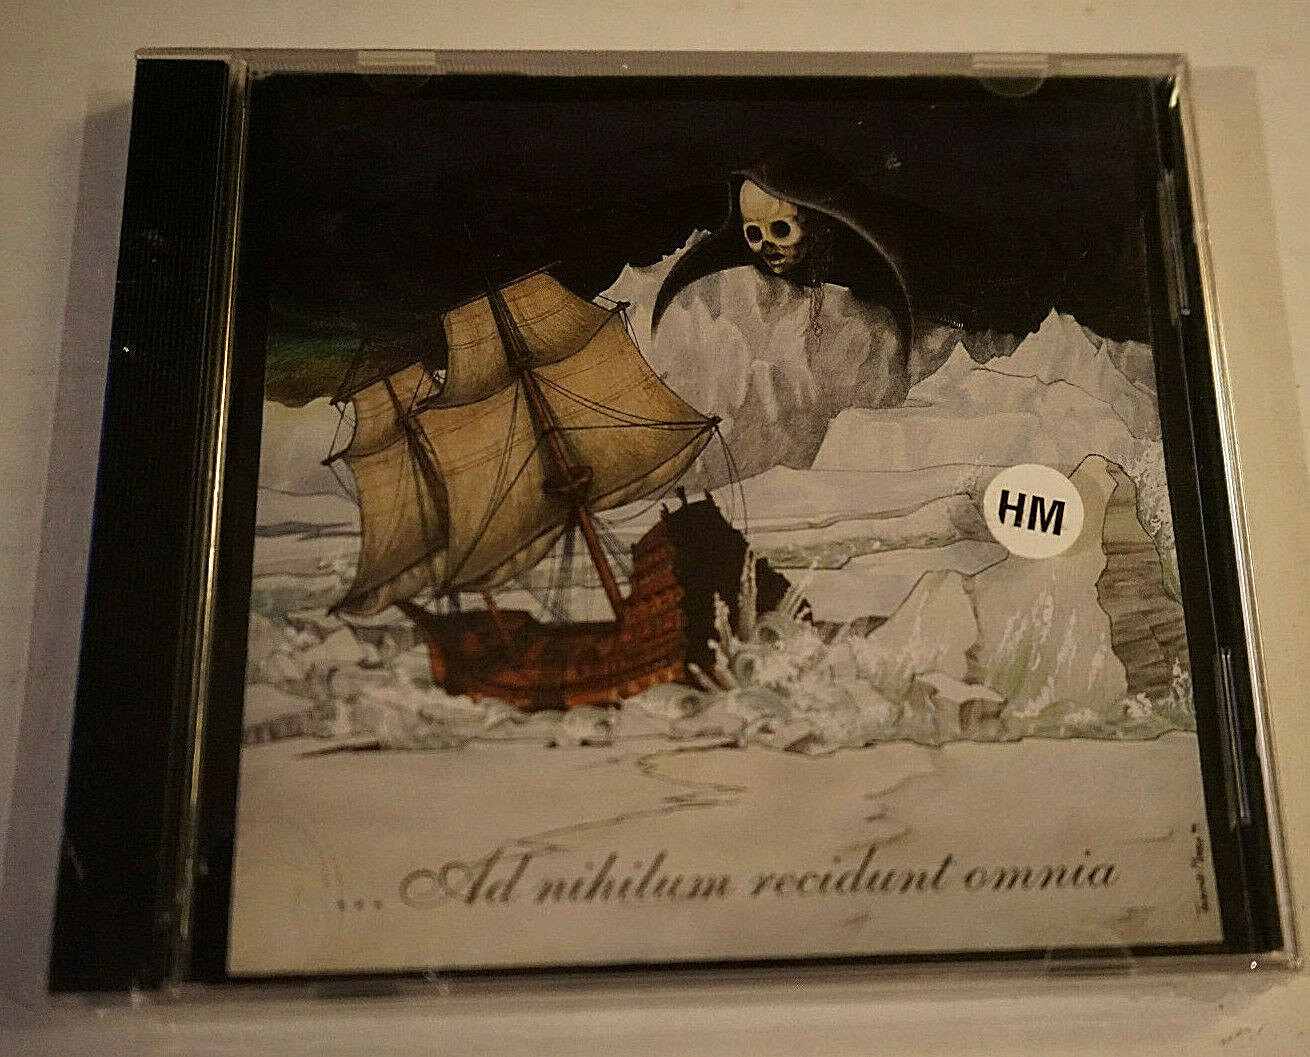 HM
... Ad nihilum recidunt omnia